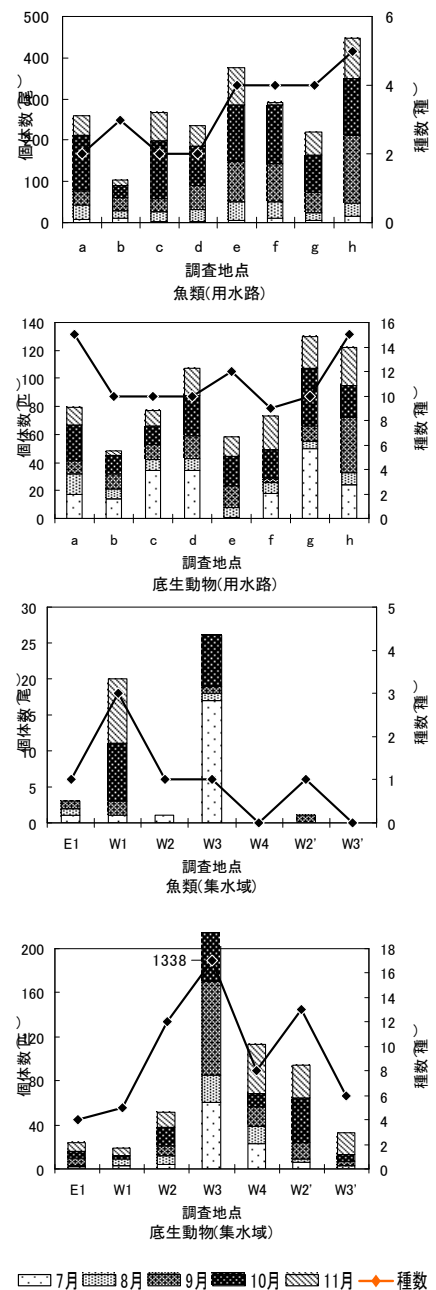 500
400
300
200
100
0
6
4
2
0
個体数(尾)
種数(種)
a b c d e f g h
調査地点
魚類(用水路)
140
120
100
80
60
40
20
0
16
14
12
10
8
6
4
2
0
個体数(匹)
種数(種)
a b c d e f g h
調査地点
底生動物(用水路)
30
25
20
15
10
5
0
5
4
3
2
1
0
個体数(尾)
種数(種)
E1 W1 W2 W3 W4 W2' W3'
調査地点
魚類(集水域)
200
160
120
80
40
0
18
16
14
12
10
8
6
4
2
0
1338
個体数(匹)
種数(種)
E1 W1 W2 W3 W4 W2' W3'
調査地点
底生動物(集水域)
7月 8月 9月 10月 11月 種数